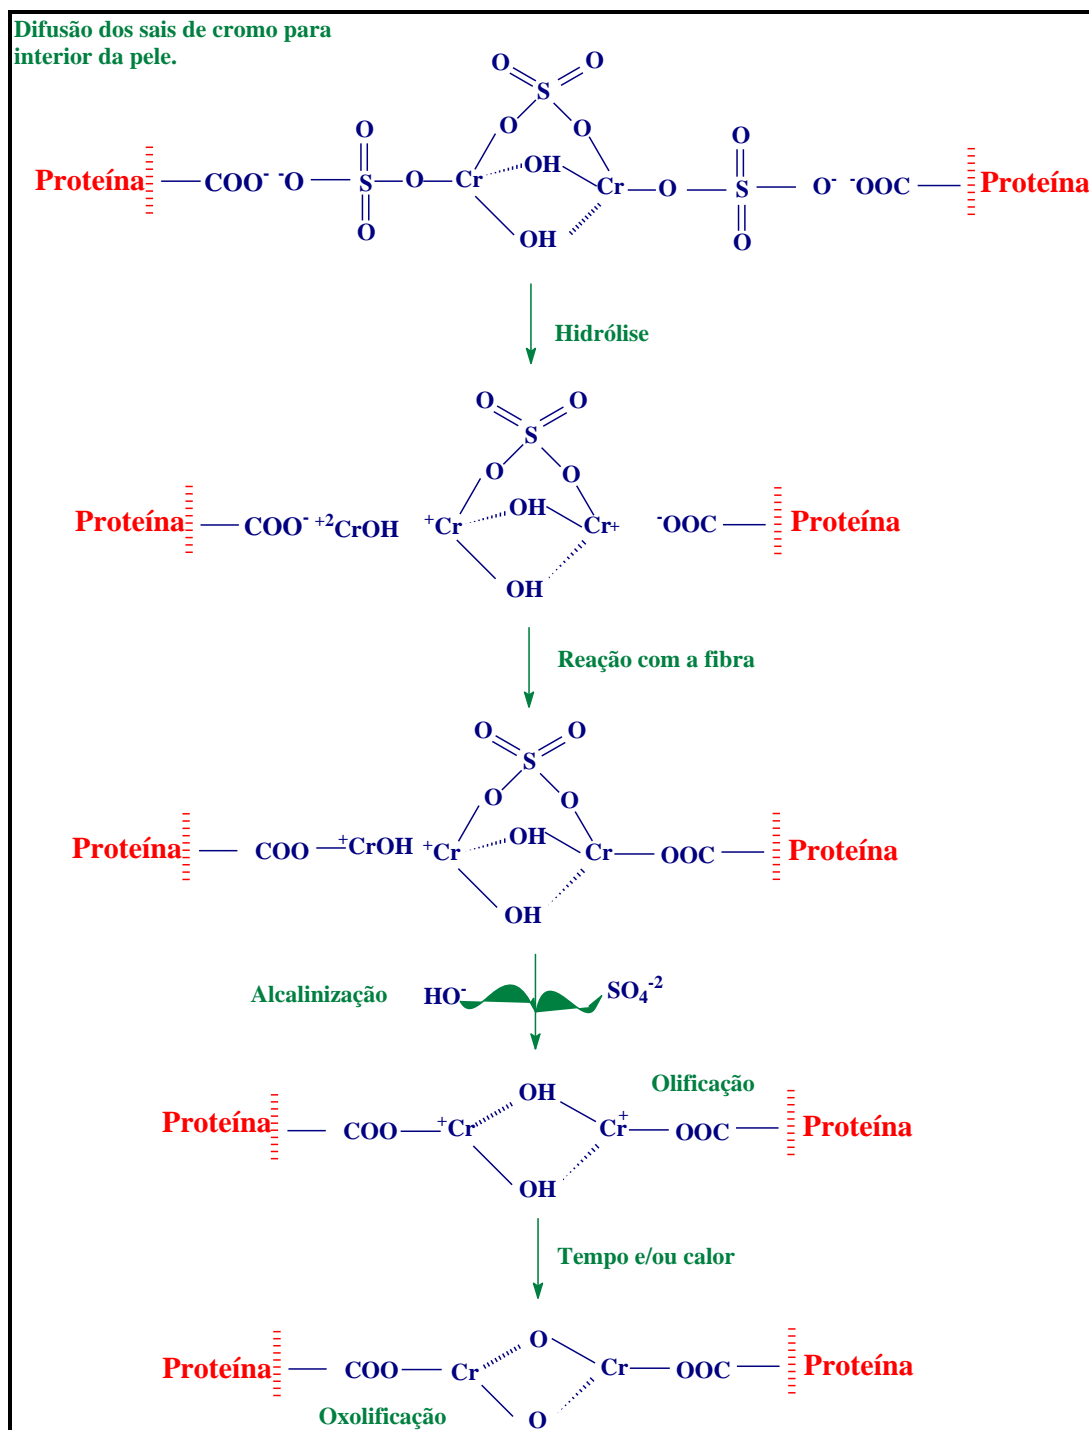 Difusão dos sais de cromo para
interior da pele.
O O
S
O O O O
Proteína COO- -O S O Cr OH Cr O S O- -OOC Proteína
O OH O
Hidrólise
O O
S
O O
Proteína COO- +2CrOH +Cr OH Cr+ -OOC Proteína
OH
Reação com a fibra
O O
S
O O
Proteína COO +CrOH +Cr OH Cr OOC Proteína
OH
Alcalinização HO- SO4-2
Olificação
OH
Proteína COO +Cr Cr+ OOC Proteína
OH
Tempo e/ou calor
O
Proteína COO Cr Cr OOC Proteína
Oxolificação O